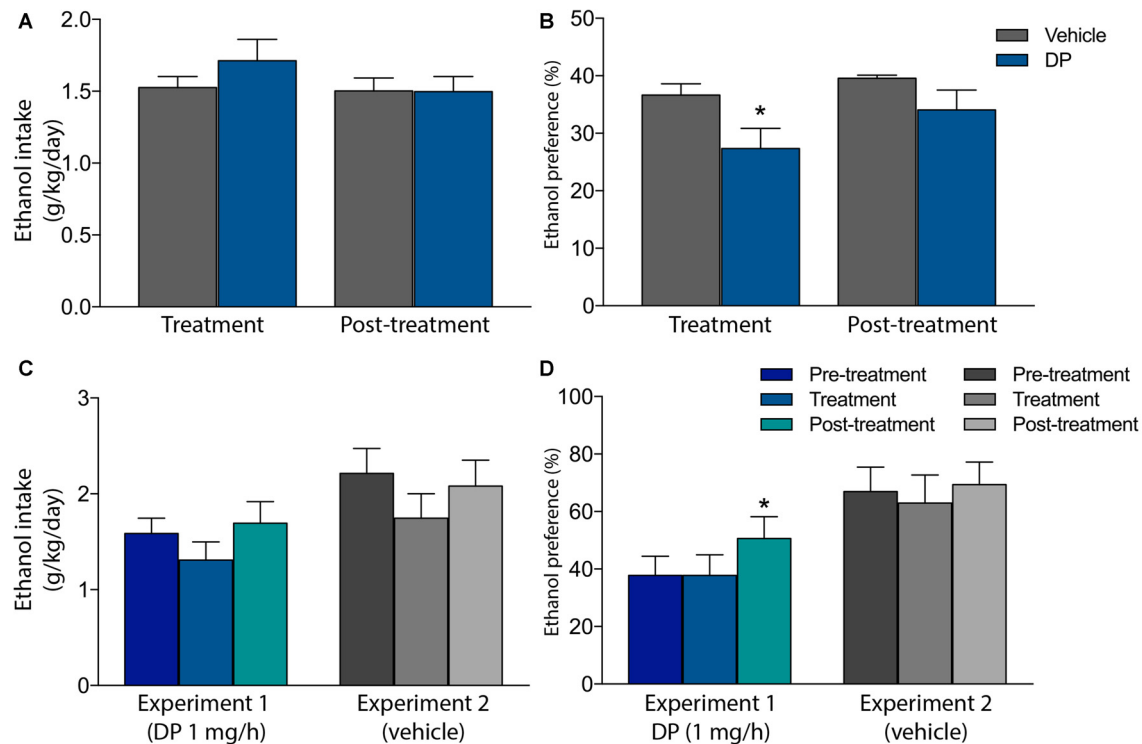 A
Ethanol intake
(g/kg/day)
2.0
1.5
1.0
0.5
0.0
Treatment
Post-treatment
B
Ethanol preference (%)
50
40
30
20
10
0
*
Vehicle
DP
Treatment
Post-treatment
C
Ethanol intake
(g/kg/day)
3
2
1
0
Experiment 1
(DP 1 mg/h)
Experiment 2
(vehicle)
D
Pre-treatment
Treatment
Post-treatment
Pre-treatment
Treatment
Post-treatment
Ethanol preference (%)
100
80
60
40
20
0
*
Experiment 1
DP (1 mg/h)
Experiment 2
(vehicle)